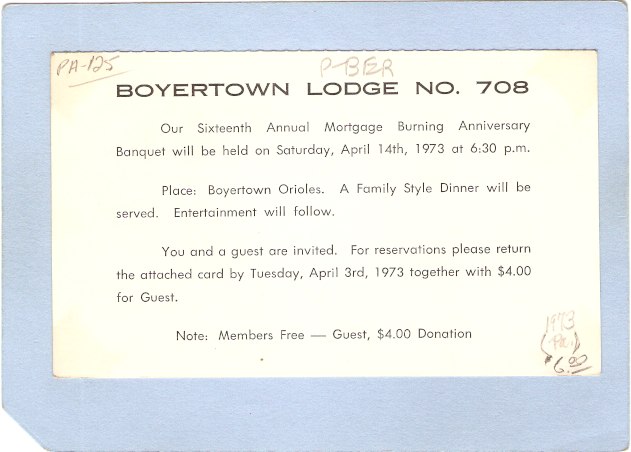 PA-125
P-BER
BOYERTOWN LODGE NO. 708
Our Sixteenth Annual Mortgage Burning Anniversary
Banquet will be held on Saturday, April 14th, 1973 at 6:30 p.m.
Place: Boyertown Orioles. A Family Style Dinner will be
served. Entertainment will follow.
You and a guest are invited. For reservations please return
the attached card by Tuesday, April 3rd, 1973 together with $4.00
for Guest.
Note: Members Free — Guest, $4.00 Donation
1973
(Pa.)
6.00